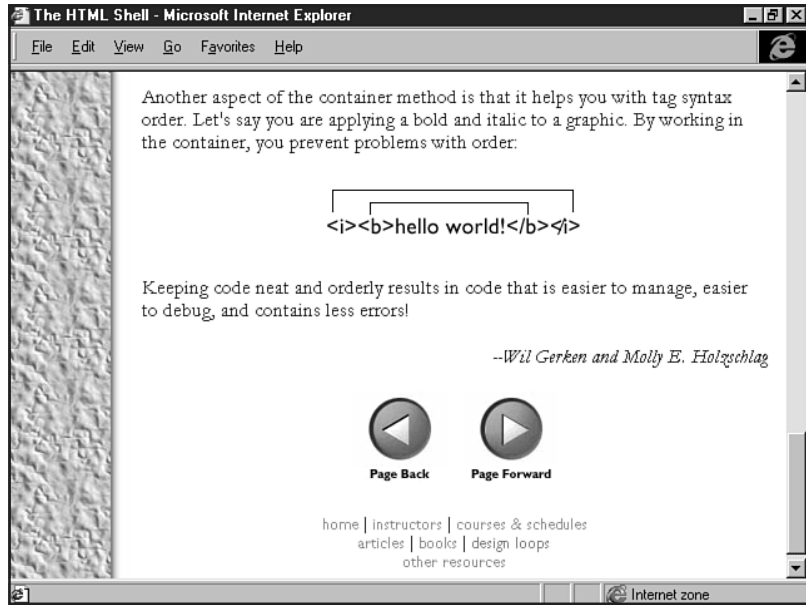 The HTML Shell - Microsoft Internet Explorer
File Edit View Go Favorites Help
Another aspect of the container method is that it helps you with tag syntax
order. Let's say you are applying a bold and italic to a graphic. By working in
the container, you prevent problems with order:
<i><b>hello world!</b></i>
Keeping code neat and orderly results in code that is easier to manage, easier
to debug, and contains less errors!
--Wil Gerken and Molly E. Holzschlag
Page Back Page Forward
home | instructors | courses & schedules
articles | books | design loops
other resources
Internet zone